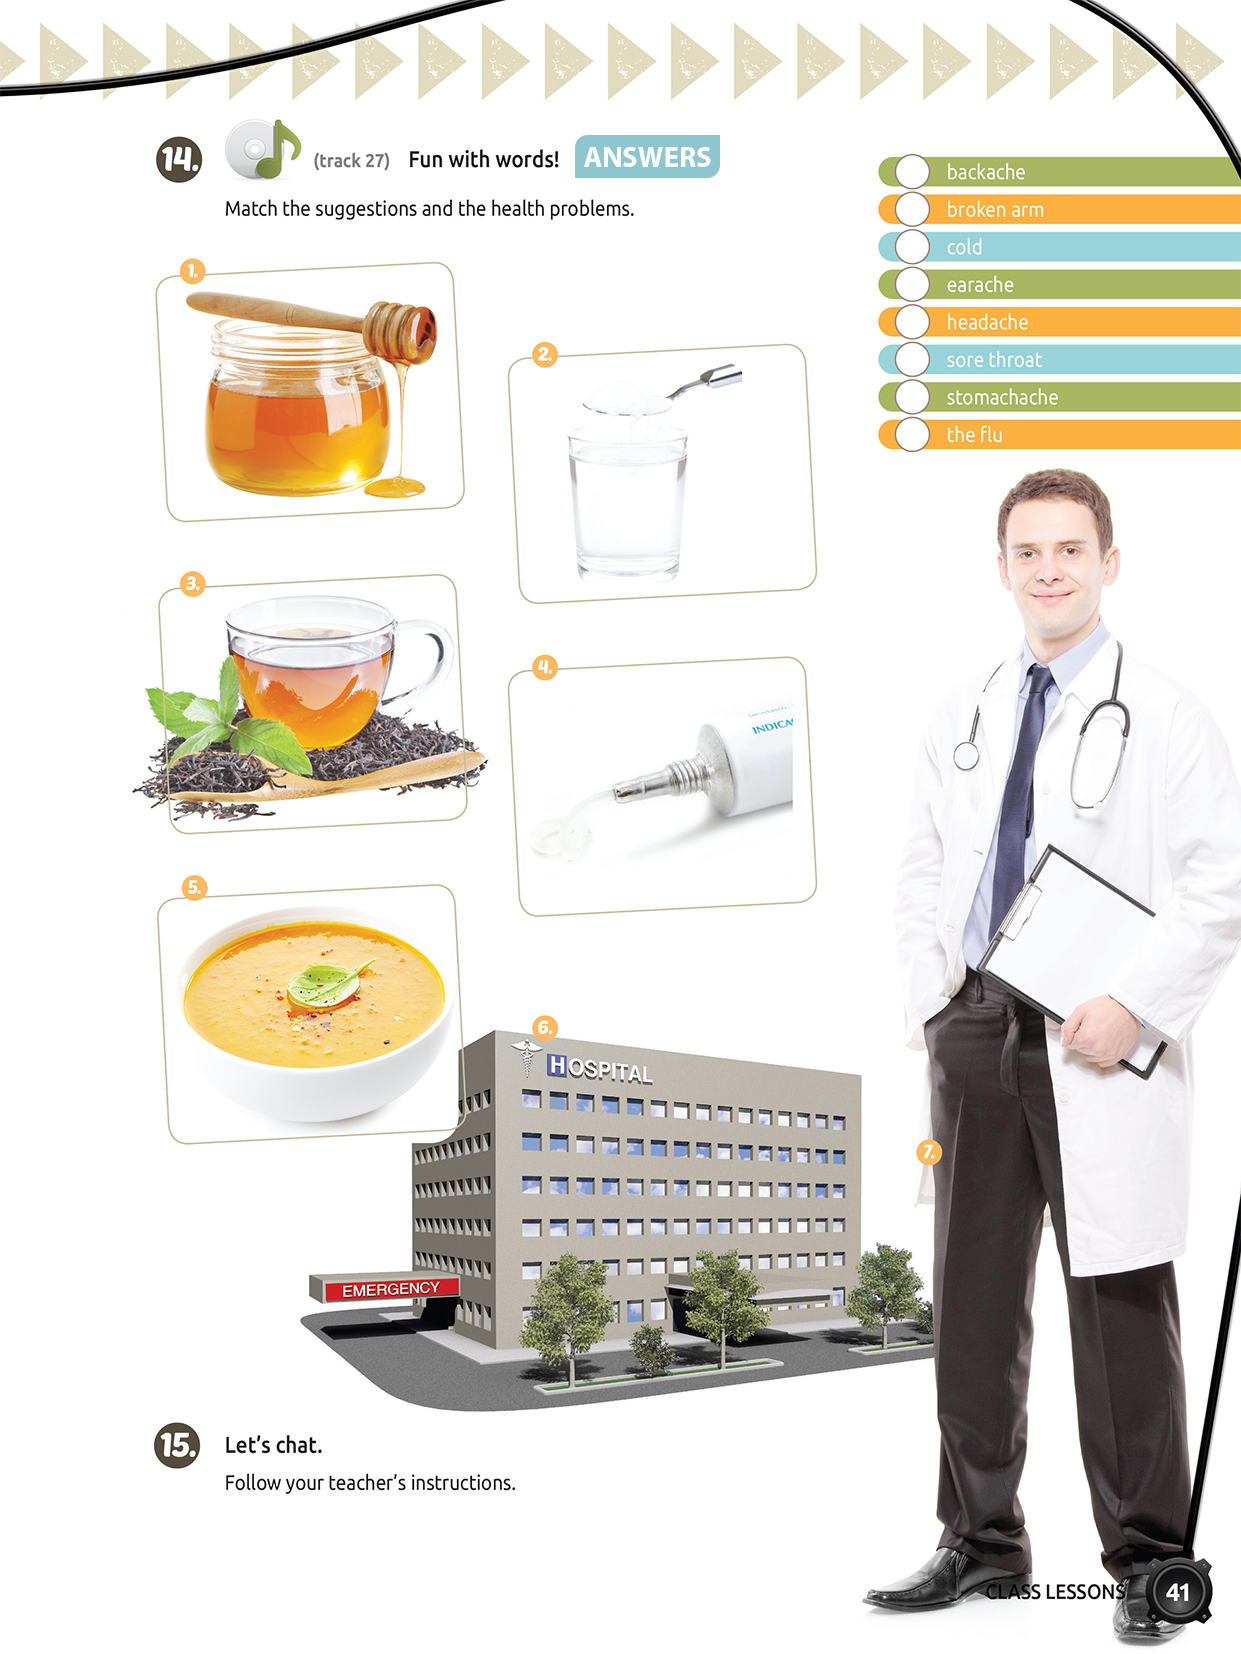 14. (track 27) Fun with words! ANSWERS
Match the suggestions and the health problems.
backache
broken arm
cold
earache
headache
sore throat
stomachache
the flu
1.
2.
3.
4.
INDICA
5.
6.
HOSPITAL
EMERGENCY
7.
15. Let's chat.
Follow your teacher's instructions.
CLASS LESSONS 41